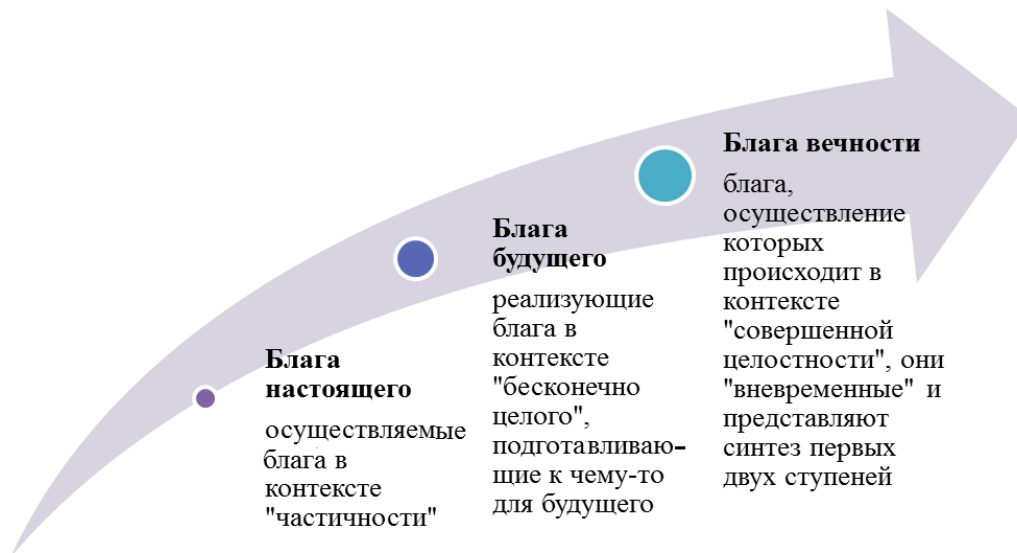 Блага
настоящего
осуществляемые
блага в
контексте
"частичности"
Блага
будущего
реализующие
блага в
контексте
"бесконечно
целого",
подготавливаю-
щие к чему-то
для будущего
Блага вечности
блага,
осуществление
которых
происходит в
контексте
"совершенной
целостности", они
"вневременные" и
представляют
синтез первых
двух ступеней